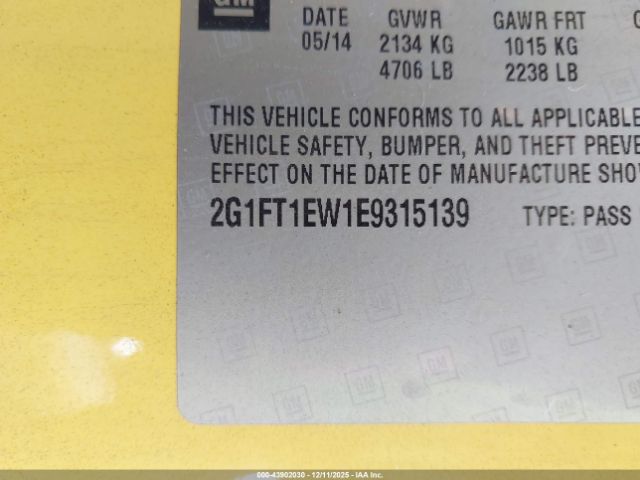 GM
DATE GVWR GAWR FRT
05/14 2134 KG 1015 KG
4706 LB 2238 LB
THIS VEHICLE CONFORMS TO ALL APPLICABLE
VEHICLE SAFETY, BUMPER, AND THEFT PREVE
EFFECT ON THE DATE OF MANUFACTURE SHO
2G1FT1EW1E9315139 TYPE: PASS
000-43902030 - 12/11/2025 - IAA Inc.